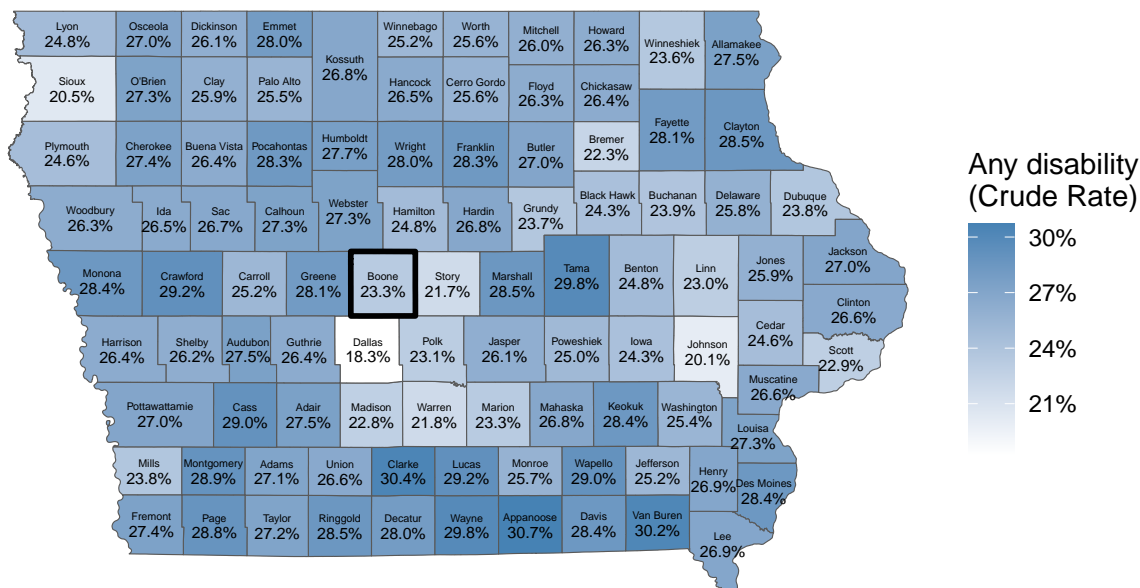 Lyon
24.8%
Osceola
27.0%
Dickinson
26.1%
Emmet
28.0%
Kossuth
26.8%
Winnebago
25.2%
Worth
25.6%
Mitchell
26.0%
Howard
26.3%
Winneshiek
23.6%
Allamakee
27.5%
Sioux
20.5%
O'Brien
27.3%
Clay
25.9%
Palo Alto
25.5%
Hancock
26.5%
Cerro Gordo
25.6%
Floyd
26.3%
Chickasaw
26.4%
Plymouth
24.6%
Cherokee
27.4%
Buena Vista
26.4%
Pocahontas
28.3%
Humboldt
27.7%
Wright
28.0%
Franklin
28.3%
Butler
27.0%
Bremer
22.3%
Fayette
28.1%
Clayton
28.5%
Woodbury
26.3%
Ida
26.5%
Sac
26.7%
Calhoun
27.3%
Webster
27.3%
Hamilton
24.8%
Hardin
26.8%
Grundy
23.7%
Black Hawk
24.3%
Buchanan
23.9%
Delaware
25.8%
Dubuque
23.8%
Monona
28.4%
Crawford
29.2%
Carroll
25.2%
Greene
28.1%
Boone
23.3%
Story
21.7%
Marshall
28.5%
Tama
29.8%
Benton
24.8%
Linn
23.0%
Jones
25.9%
Jackson
27.0%
Clinton
26.6%
Harrison
26.4%
Shelby
26.2%
Audubon
27.5%
Guthrie
26.4%
Dallas
18.3%
Polk
23.1%
Jasper
26.1%
Poweshiek
25.0%
Iowa
24.3%
Johnson
20.1%
Cedar
24.6%
Scott
22.9%
Muscatine
26.6%
Pottawattamie
27.0%
Cass
29.0%
Adair
27.5%
Madison
22.8%
Warren
21.8%
Marion
23.3%
Mahaska
26.8%
Keokuk
28.4%
Washington
25.4%
Louisa
27.3%
Mills
23.8%
Montgomery
28.9%
Adams
27.1%
Union
26.6%
Clarke
30.4%
Lucas
29.2%
Monroe
25.7%
Wapello
29.0%
Jefferson
25.2%
Henry
26.9%
Des Moines
28.4%
Fremont
27.4%
Page
28.8%
Taylor
27.2%
Ringgold
28.5%
Decatur
28.0%
Wayne
29.8%
Appanoose
30.7%
Davis
28.4%
Van Buren
30.2%
Lee
26.9%
Any disability
(Crude Rate)
30%
27%
24%
21%